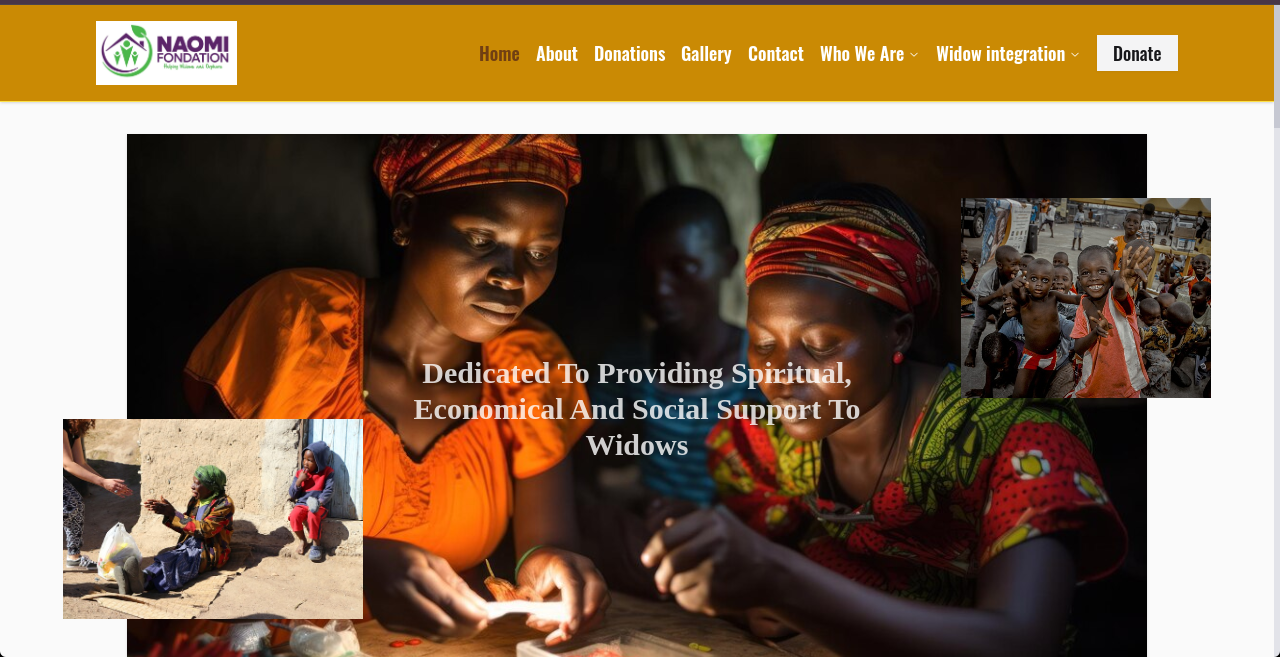 NAOMI
FONDATION
Helping Widows and Orphans
Home About Donations Gallery Contact Who We Are Widow integration Donate
Dedicated To Providing Spiritual,
Economical And Social Support To
Widows